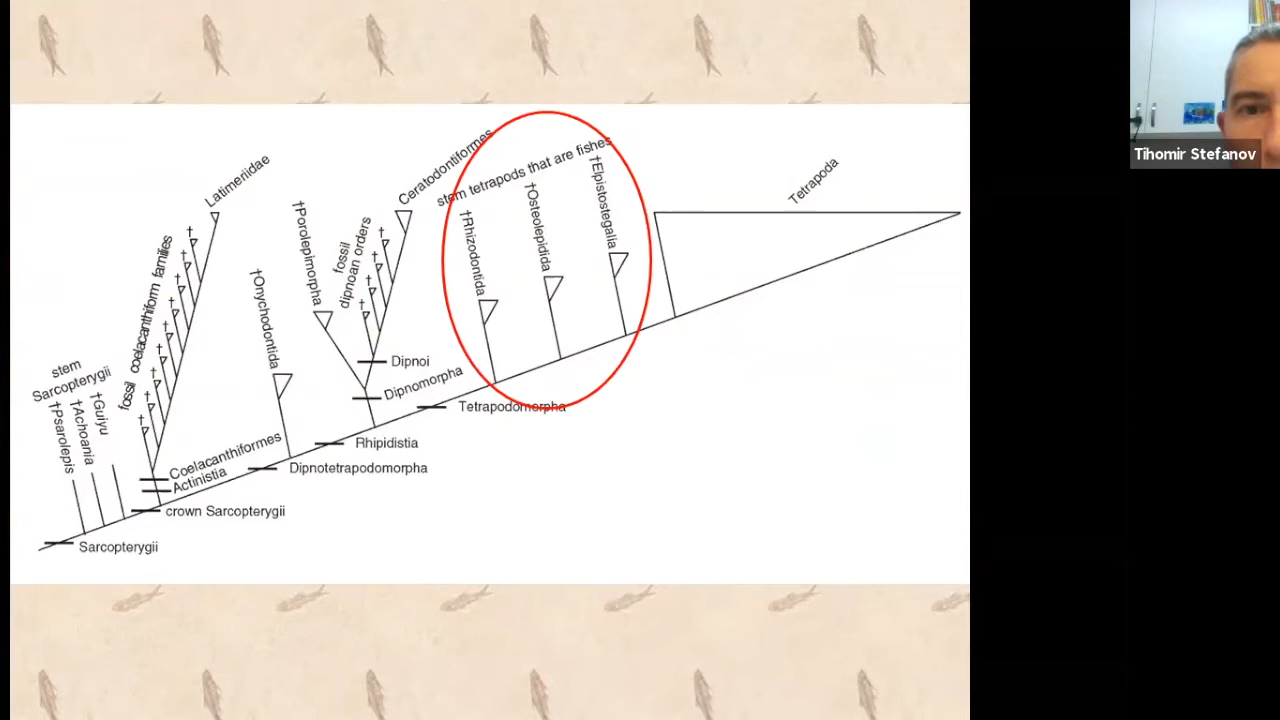 Latimeriidae
fossil coelacanthiform families
†Onychodontida
†Porolepimorpha
fossil
dipnoan orders
Ceratodontiformes
stem tetrapods that are fishes
†Rhizodontida
†Osteolepidida
†Elpistostegalia
Tetrapoda
stem
Sarcopterygii
†Psarolepis
†Achoania
†Guiyu
Dipnoi
Dipnomorpha
Tetrapodomorpha
Rhipidistia
Coelacanthiformes
Actinistia
Dipnotetrapodomorpha
crown Sarcopterygii
Sarcopterygii
Tihomir Stefanov